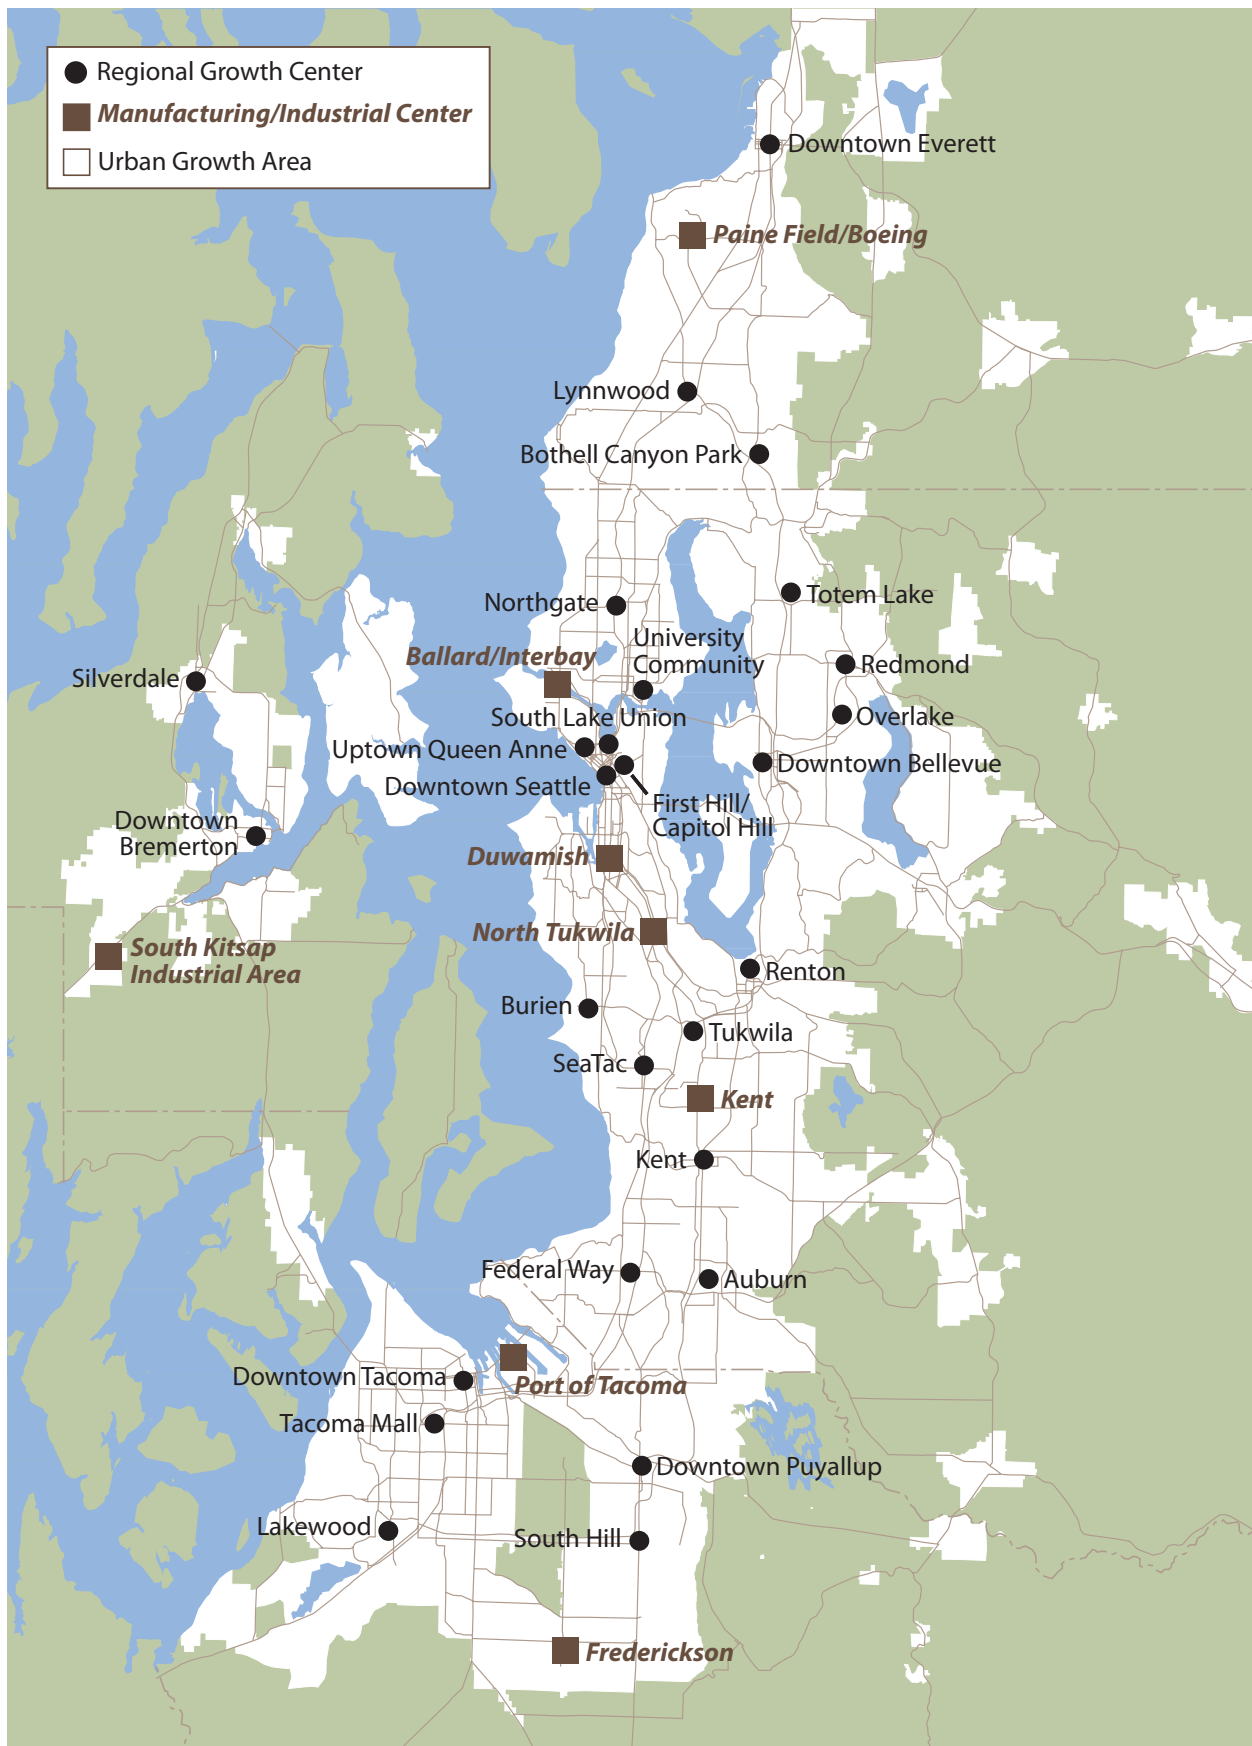 Regional Growth Center
Manufacturing/Industrial Center
Urban Growth Area
Downtown Everett
Paine Field/Boeing
Lynnwood
Bothell Canyon Park
Totem Lake
Northgate
University
Community
Ballard/Interbay
Redmond
Silverdale
South Lake Union
Overlake
Uptown Queen Anne
Downtown Bellevue
Downtown Seattle
First Hill/
Capitol Hill
Downtown
Bremerton
Duwamish
North Tukwila
South Kitsap
Industrial Area
Renton
Burien
Tukwila
SeaTac
Kent
Kent
Federal Way
Auburn
Downtown Tacoma
Port of Tacoma
Tacoma Mall
Downtown Puyallup
Lakewood
South Hill
Frederickson